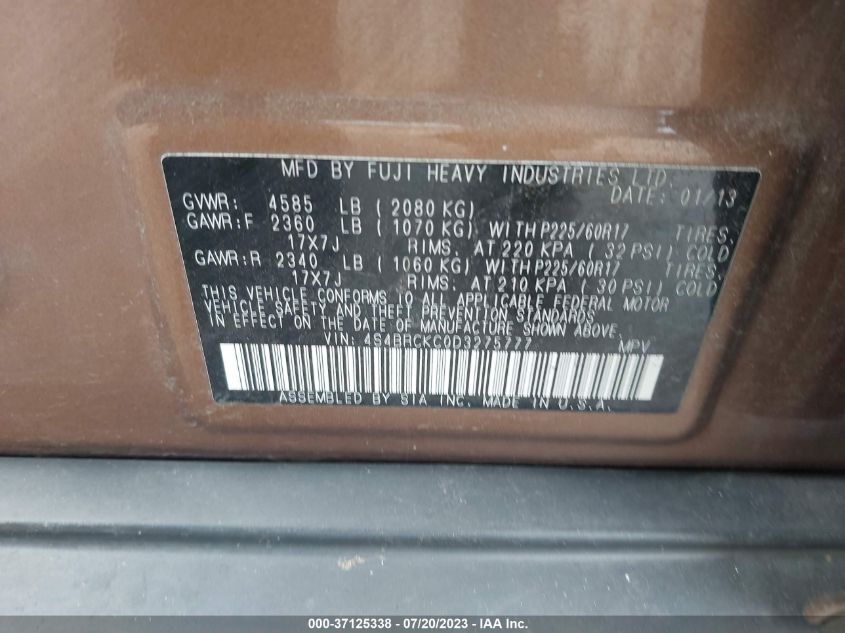 MFD BY FUJI HEAVY INDUSTRIES LTD.
DATE: 01/13
GVWR: 4585 LB ( 2080 KG)
GAWR:F 2360 LB ( 1070 KG) WITH P225/60R17 TIRES.
17X7J RIMS. AT 220 KPA ( 32 PSI) COLD
GAWR:R 2340 LB ( 1060 KG) WITH P225/60R17 TIRES.
17X7J RIMS. AT 210 KPA ( 30 PSI) COLD
THIS VEHICLE CONFORMS TO ALL APPLICABLE FEDERAL MOTOR
VEHICLE SAFETY AND THEFT PREVENTION STANDARDS
IN EFFECT ON THE DATE OF MANUFACTURE SHOWN ABOVE.
VIN: 4S4BRCKC0D3275777 MPV
ASSEMBLED BY SIA INC. MADE IN U.S.A.
000-37125338 - 07/20/2023 - IAA Inc.